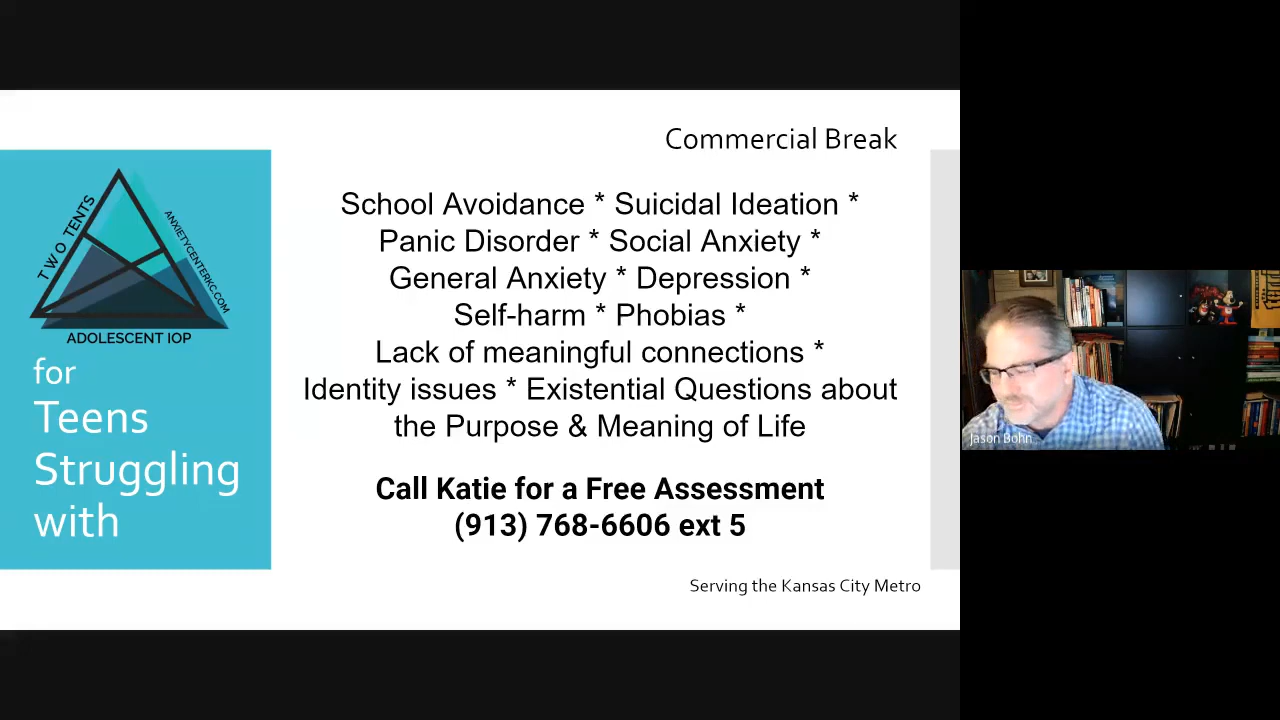 Commercial Break
TWO TENTS
ANXIETYCENTERKC.COM
ADOLESCENT IOP
for
Teens
Struggling
with
School Avoidance * Suicidal Ideation *
Panic Disorder * Social Anxiety *
General Anxiety * Depression *
Self-harm * Phobias *
Lack of meaningful connections *
Identity issues * Existential Questions about
the Purpose & Meaning of Life
Call Katie for a Free Assessment
(913) 768-6606 ext 5
Serving the Kansas City Metro
Jason Bohn